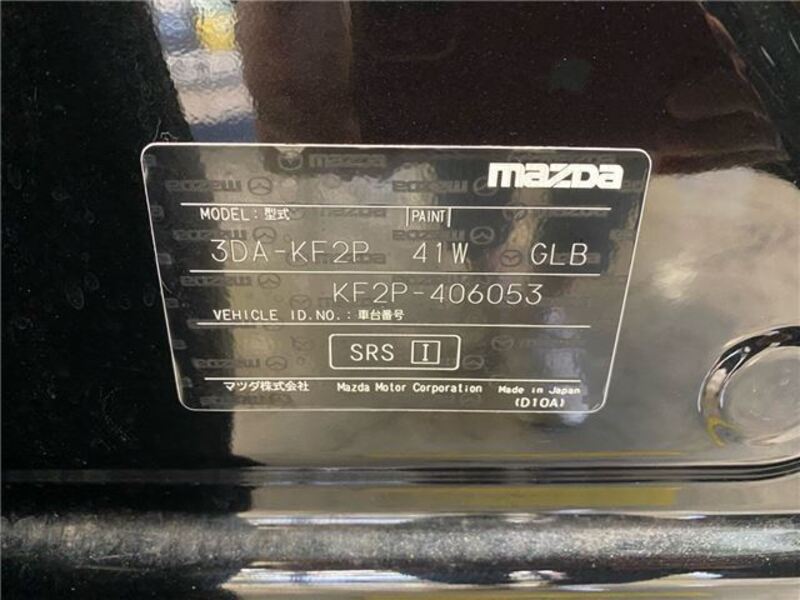 mazda
MODEL:型式 PAINT
3DA-KF2P 41W GLB
KF2P-406053
VEHICLE ID.NO.:車台番号
SRS I
マツダ株式会社 Mazda Motor Corporation Made in Japan
(D10A)